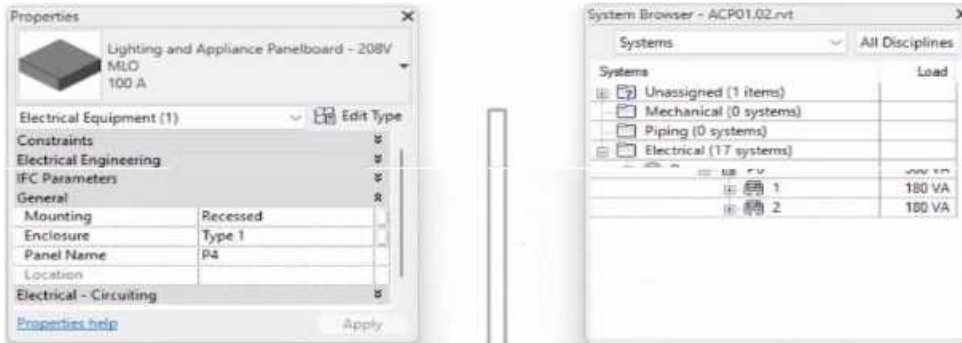 Properties
Lighting and Appliance Panelboard - 208V
MLO
100 A
Electrical Equipment (1)
Edit Type
Constraints
Electrical Engineering
IFC Parameters
General
Mounting Recessed
Enclosure Type 1
Panel Name P4
Location
Electrical - Circuiting
Properties help
Apply
System Browser - ACP01.02.rvt
Systems All Disciplines
Systems Load
Unassigned (1 items)
Mechanical (0 systems)
Piping (0 systems)
Electrical (17 systems)
1 180 VA
2 180 VA